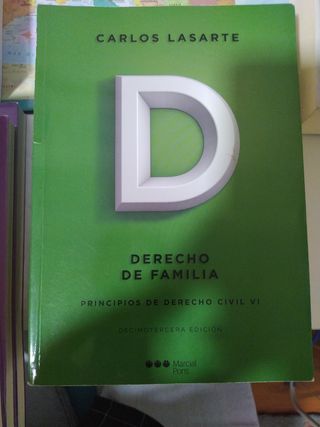 CARLOS LASARTE
D
DERECHO
DE FAMILIA
PRINCIPIOS DE DERECHO CIVIL VI
DECIMOTERCERA EDICIÓN
Marcial
Pons